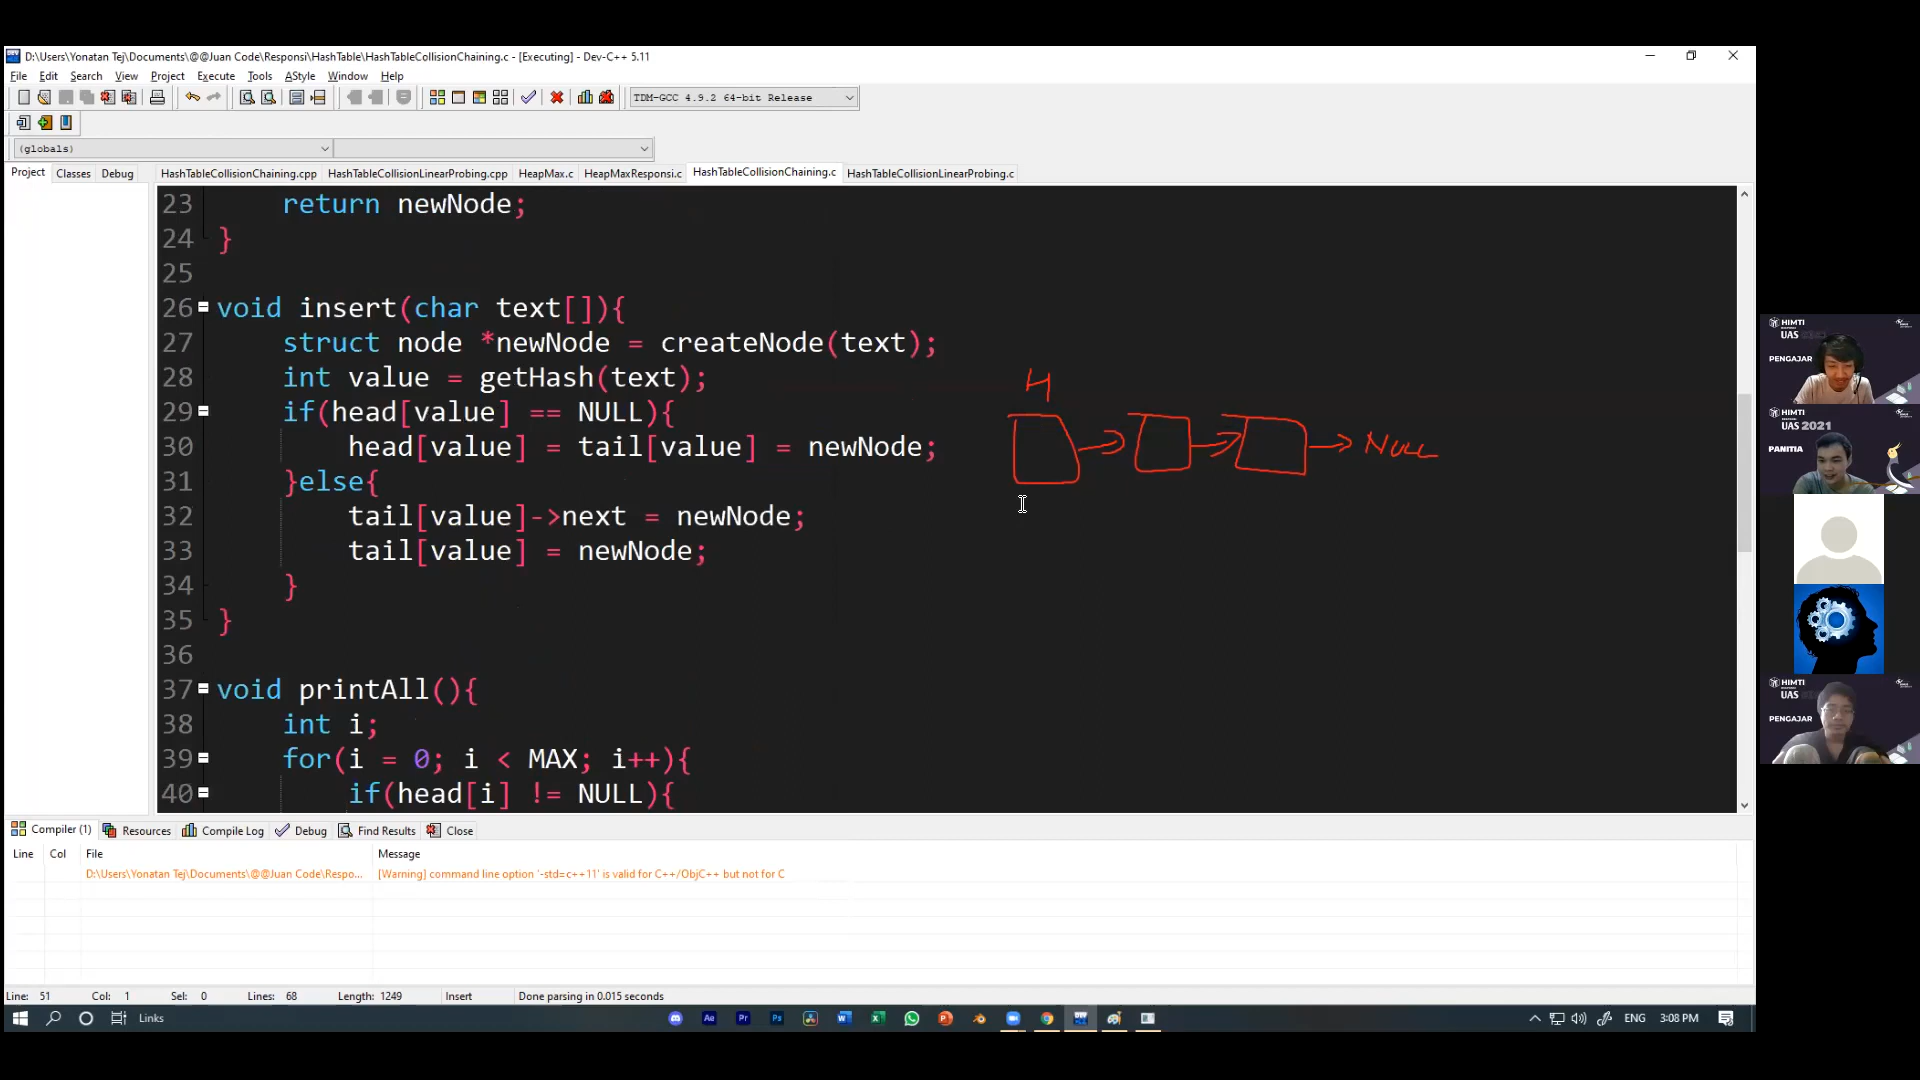 D:\Users\Yonatan Tej\Documents\@@Juan Code\Responsi\HashTable\HashTableCollisionChaining.c - [Executing] - Dev-C++ 5.11
File Edit Search View Project Execute Tools AStyle Window Help
TDM-GCC 4.9.2 64-bit Release
(globals)
Project Classes Debug HashTableCollisionChaining.cpp HashTableCollisionLinearProbing.cpp HeapMax.c HeapMaxResponsi.c HashTableCollisionChaining.c HashTableCollisionLinearProbing.c
23 return newNode;
24 }
25
26 void insert(char text[]){
27 struct node *newNode = createNode(text);
28 int value = getHash(text);
29 if(head[value] == NULL){
30 head[value] = tail[value] = newNode;
31 }else{
32 tail[value]->next = newNode;
33 tail[value] = newNode;
34 }
35 }
36
37 void printAll(){
38 int i;
39 for(i = 0; i < MAX; i++){
40 if(head[i] != NULL){
H
NULL
HIMTI
UAS
PENGAJAR
HIMTI
UAS 2021
PANITIA
HIMTI
UAS
PENGAJAR
Compiler (1) Resources Compile Log Debug Find Results Close
Line Col File Message
D:\Users\Yonatan Tej\Documents\@@Juan Code\Respo... [Warning] command line option '-std=c++11' is valid for C++/ObjC++ but not for C
Line: 51 Col: 1 Sel: 0 Lines: 68 Length: 1249 Insert Done parsing in 0.015 seconds
Links
ENG 3:08 PM